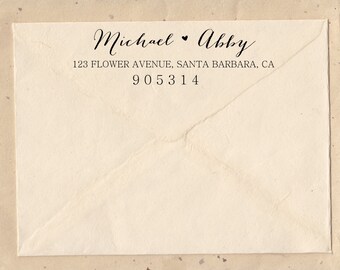 Michael ♥ Abby
123 FLOWER AVENUE, SANTA BARBARA, CA
905314